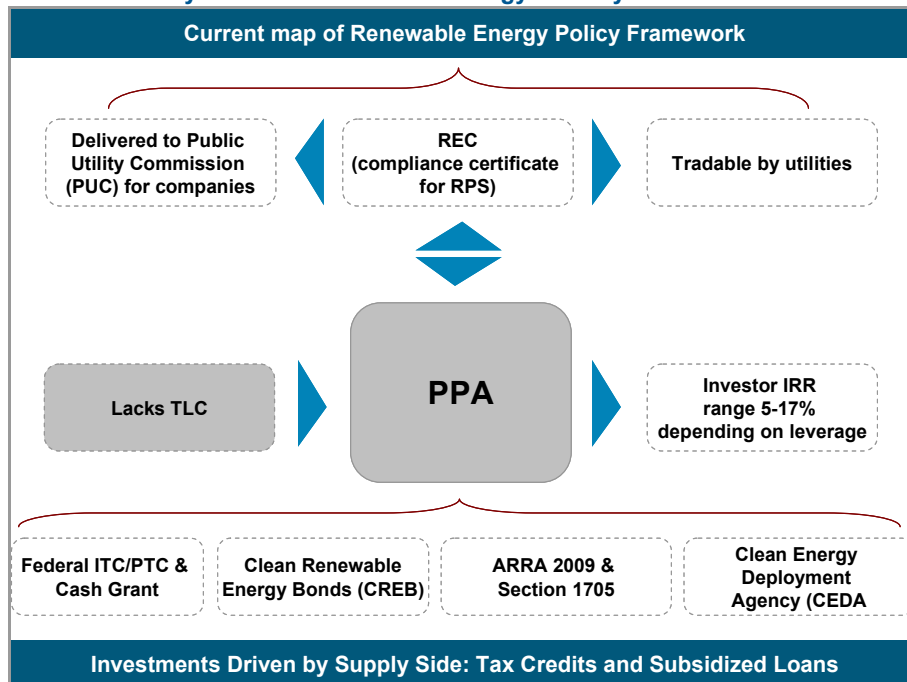 Current map of Renewable Energy Policy Framework
Delivered to Public
Utility Commission
(PUC) for companies
REC
(compliance certificate
for RPS)
Tradable by utilities
Lacks TLC
PPA
Investor IRR
range 5-17%
depending on leverage
Federal ITC/PTC &
Cash Grant
Clean Renewable
Energy Bonds (CREB)
ARRA 2009 &
Section 1705
Clean Energy
Deployment
Agency (CEDA
Investments Driven by Supply Side: Tax Credits and Subsidized Loans